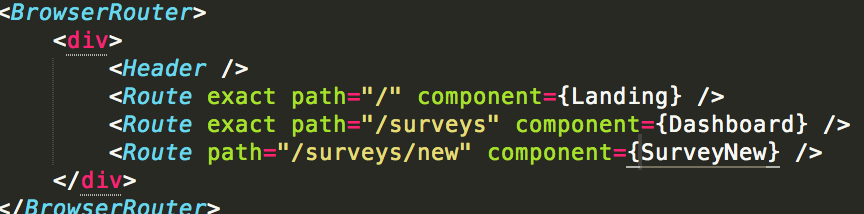 <BrowserRouter>
<div>
<Header />
<Route exact path="/" component={Landing} />
<Route exact path="/surveys" component={Dashboard} />
<Route path="/surveys/new" component={SurveyNew} />
</div>
</BrowserRouter>